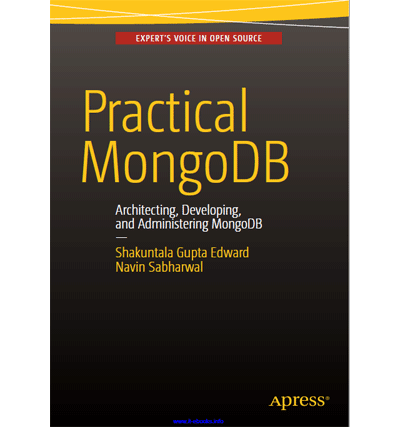 EXPERT'S VOICE IN OPEN SOURCE
Practical
MongoDB
Architecting, Developing,
and Administering MongoDB
Shakuntala Gupta Edward
Navin Sabharwal
Apress®